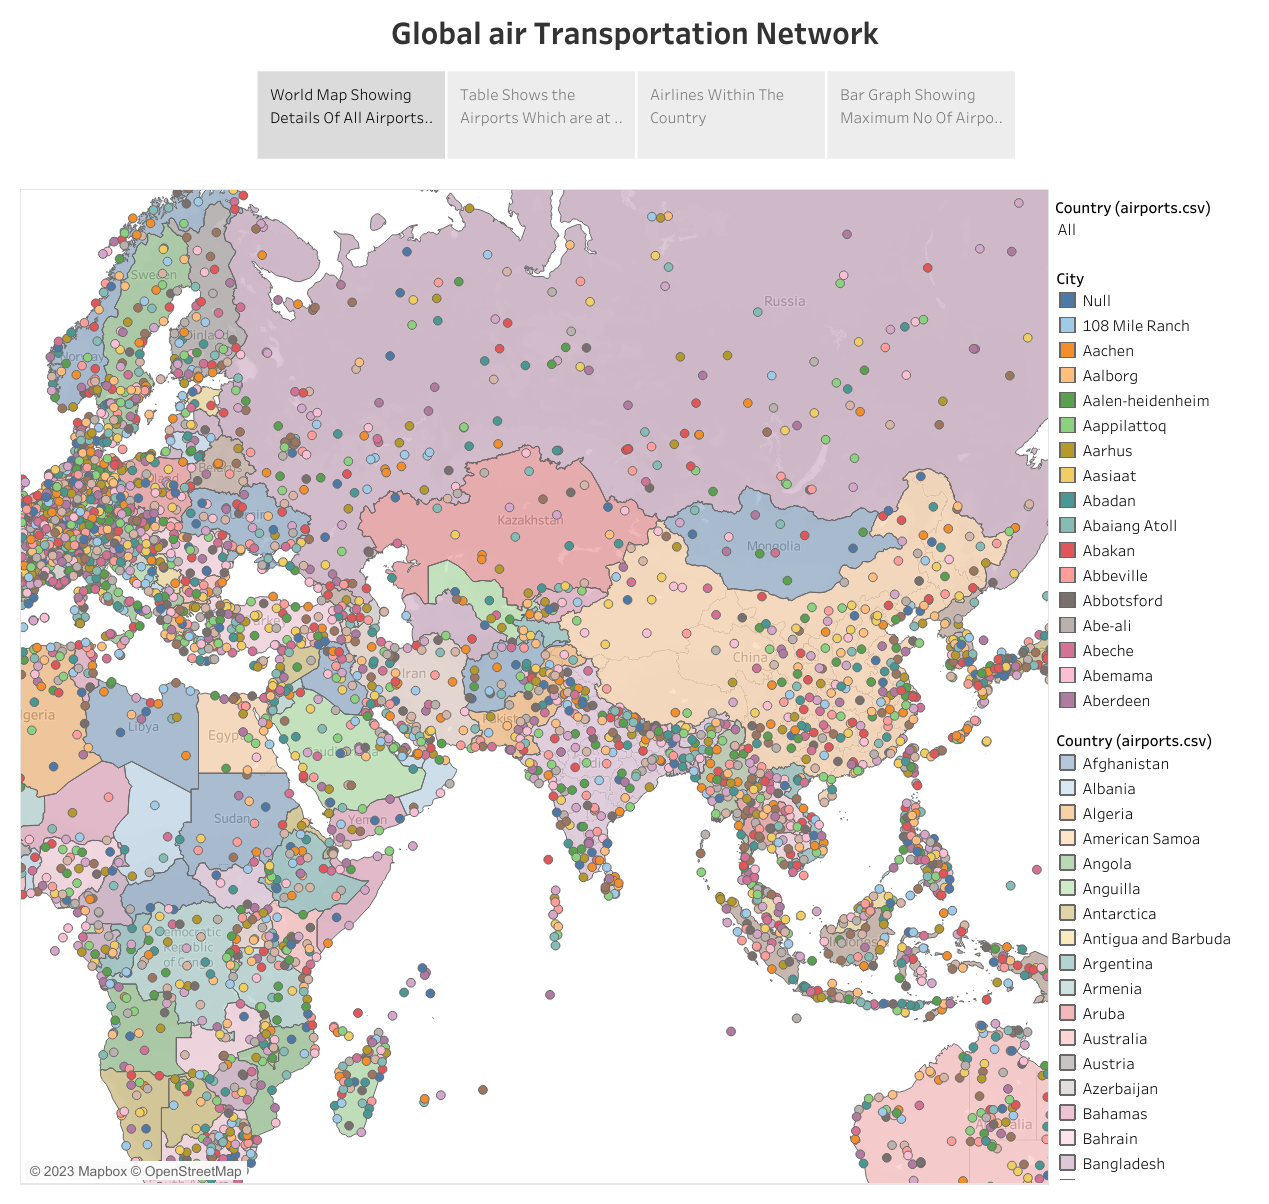 Global air Transportation Network
World Map Showing
Details Of All Airports..
Table Shows the
Airports Which are at ..
Airlines Within The
Country
Bar Graph Showing
Maximum No Of Airpo..
Sweden
Finland
Norway
Russia
Kazakhstan
Mongolia
China
Iran
Libya
Egypt
geria
Sudan
Yemen
Democratic
Republic
of Congo
© 2023 Mapbox © OpenStreetMap
Country (airports.csv)
All
City
Null
108 Mile Ranch
Aachen
Aalborg
Aalen-heidenheim
Aappilattoq
Aarhus
Aasiaat
Abadan
Abaiang Atoll
Abakan
Abbeville
Abbotsford
Abe-ali
Abeche
Abemama
Aberdeen
Country (airports.csv)
Afghanistan
Albania
Algeria
American Samoa
Angola
Anguilla
Antarctica
Antigua and Barbuda
Argentina
Armenia
Aruba
Australia
Austria
Azerbaijan
Bahamas
Bahrain
Bangladesh